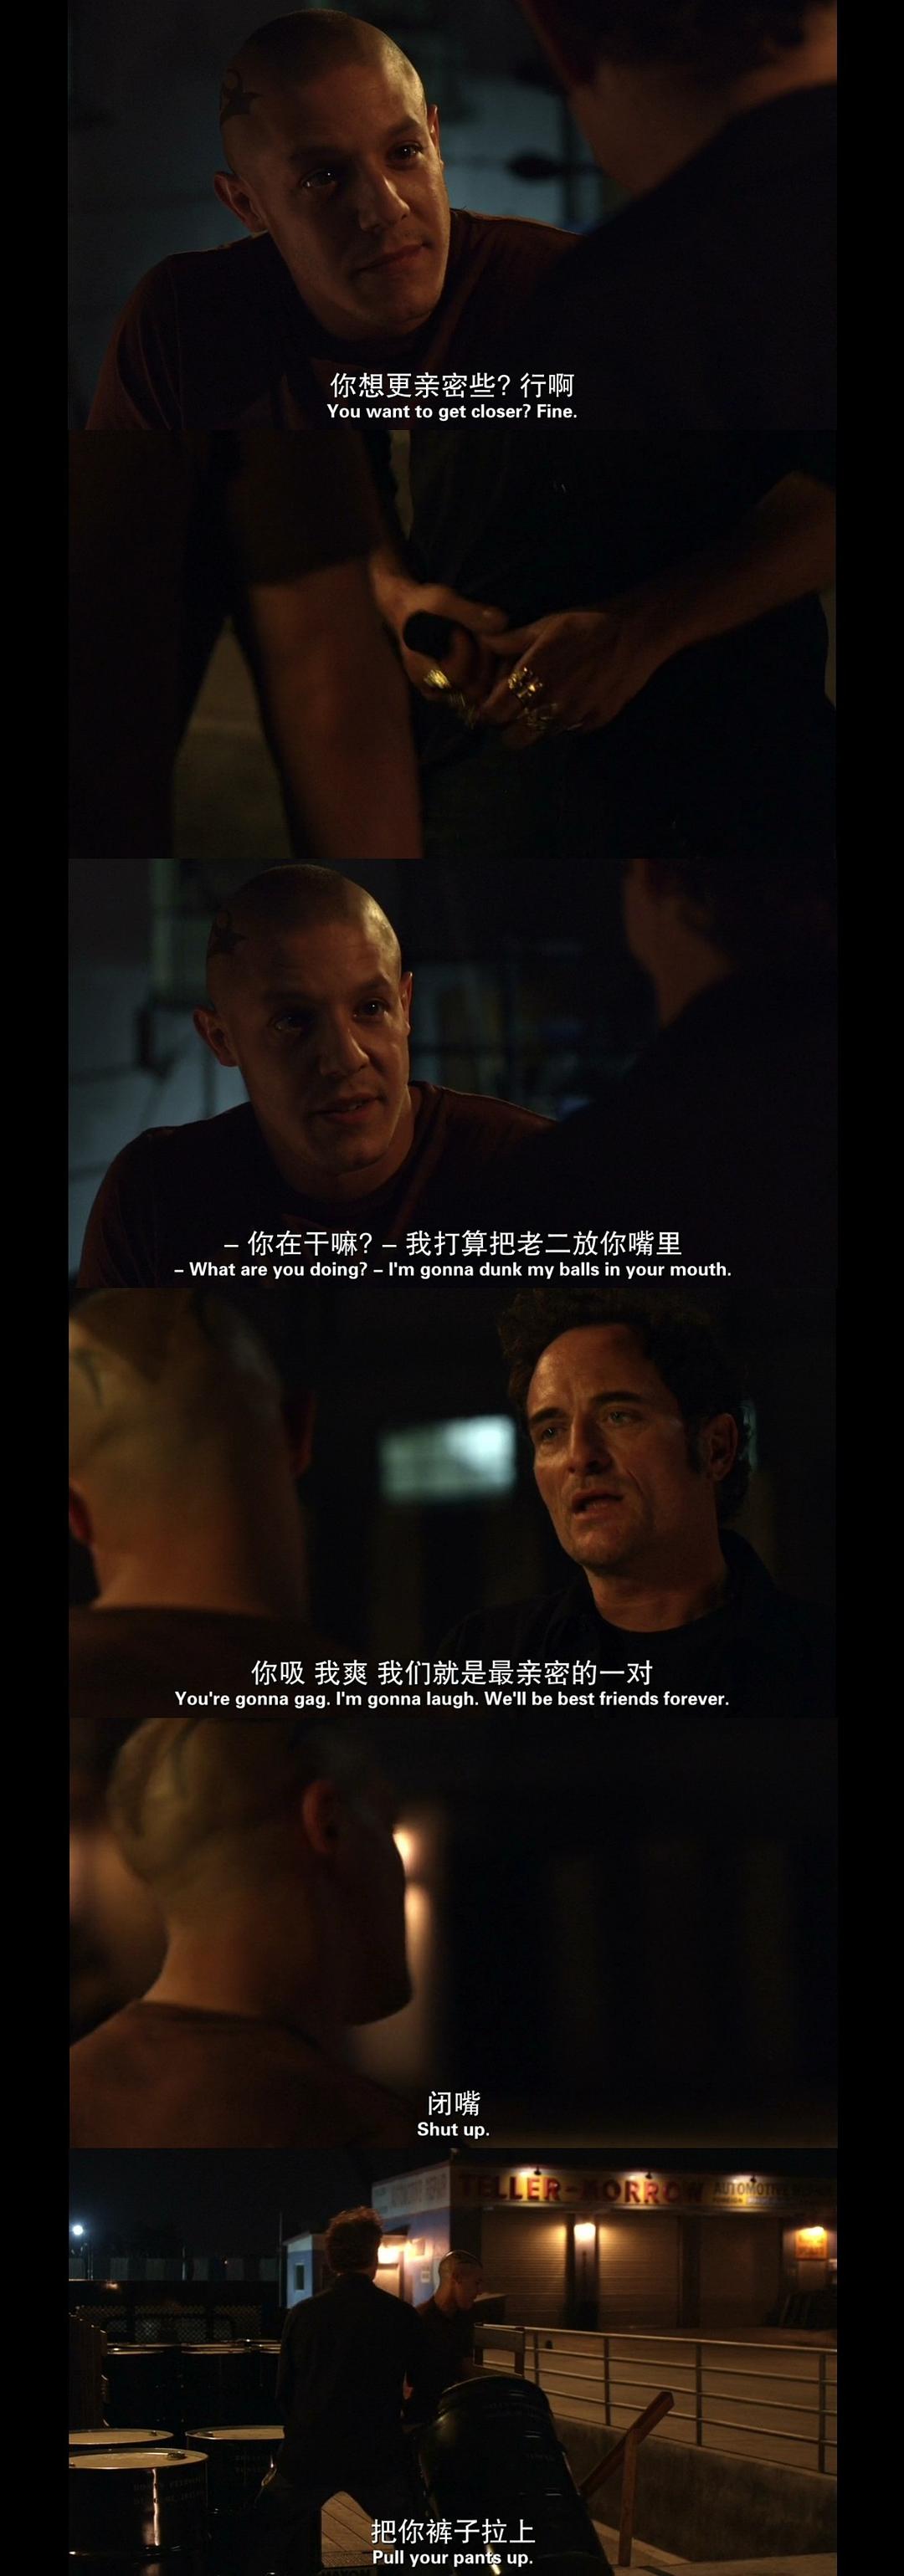 你想更亲密些? 行啊
You want to get closer? Fine.
– 你在干嘛? – 我打算把老二放你嘴里
– What are you doing? – I'm gonna dunk my balls in your mouth.
你吸 我爽 我们就是最亲密的一对
You're gonna gag. I'm gonna laugh. We'll be best friends forever.
闭嘴
Shut up.
TELLER-MORROW
AUTOMOTIVE
把你裤子拉上
Pull your pants up.